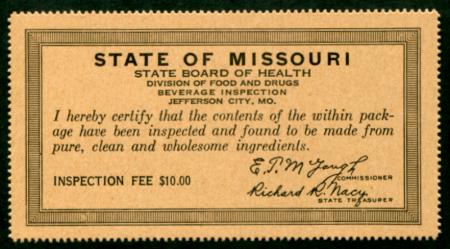 STATE OF MISSOURI
STATE BOARD OF HEALTH
DIVISION OF FOOD AND DRUGS
BEVERAGE INSPECTION
JEFFERSON CITY, MO.
I hereby certify that the contents of the within pack-
age have been inspected and found to be made from
pure, clean and wholesome ingredients.
E. T. McGaugh
COMMISSIONER
INSPECTION FEE $10.00
Richard R. Nacy
STATE TREASURER